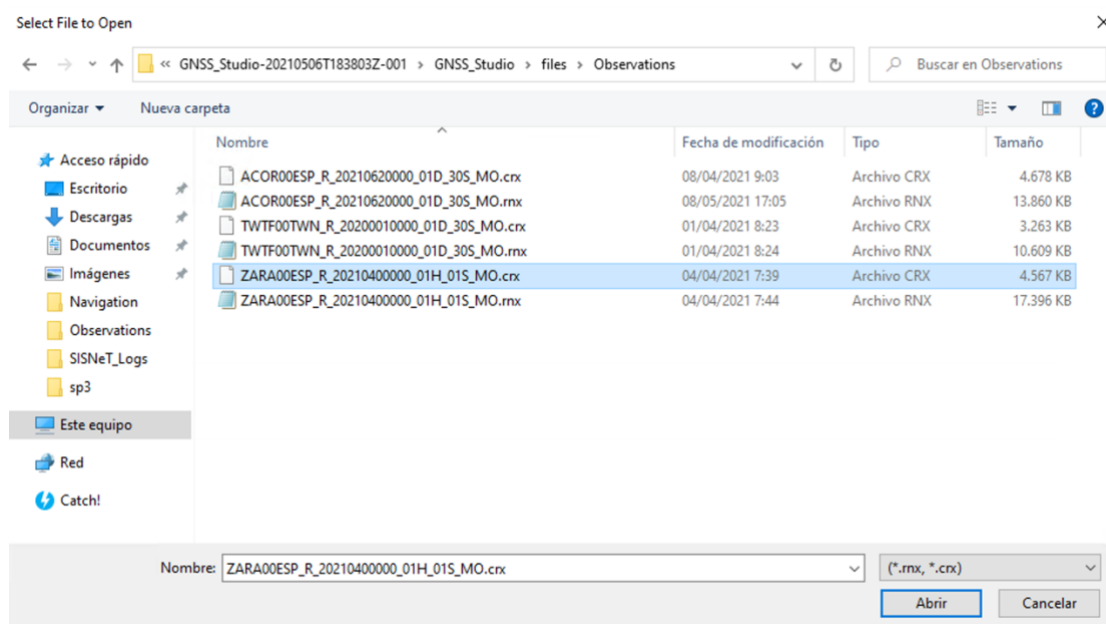 Select File to Open
« GNSS_Studio-20210506T183803Z-001 > GNSS_Studio > files > Observations
Buscar en Observations
Organizar Nueva carpeta
Nombre Fecha de modificación Tipo Tamaño
Acceso rápido
Escritorio
Descargas
Documentos
Imágenes
Navigation
Observations
SISNeT_Logs
sp3
Este equipo
Red
Catch!
ACOR00ESP_R_20210620000_01D_30S_MO.crx 08/04/2021 9:03 Archivo CRX 4.678 KB
ACOR00ESP_R_20210620000_01D_30S_MO.rnx 08/05/2021 17:05 Archivo RNX 13.860 KB
TWTF00TWN_R_20200010000_01D_30S_MO.crx 01/04/2021 8:23 Archivo CRX 3.263 KB
TWTF00TWN_R_20200010000_01D_30S_MO.rnx 01/04/2021 8:24 Archivo RNX 10.609 KB
ZARA00ESP_R_20210400000_01H_01S_MO.crx 04/04/2021 7:39 Archivo CRX 4.567 KB
ZARA00ESP_R_20210400000_01H_01S_MO.rnx 04/04/2021 7:44 Archivo RNX 17.396 KB
Nombre: ZARA00ESP_R_20210400000_01H_01S_MO.crx (*.rnx, *.crx)
Abrir Cancelar